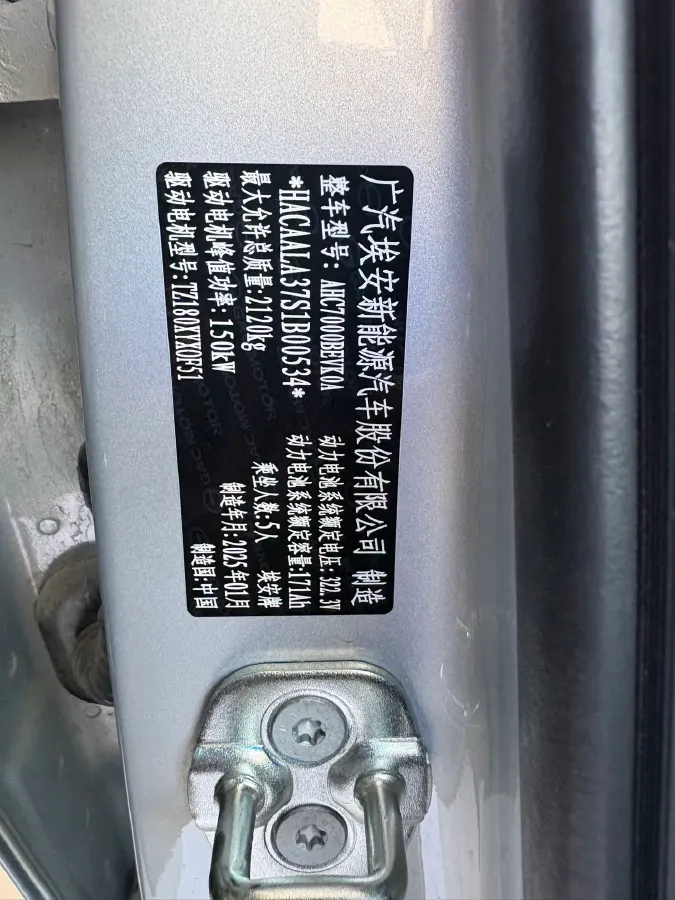 广汽埃安新能源汽车股份有限公司 制造
整车型号: AHC7000BEVK0A 动力电池系统额定电压: 322.3V
*HACAALA37S1B00534* 动力电池系统额定容量:171Ah
最大允许总质量:2120kg 乘坐人数:5人 埃安牌
驱动电机峰值功率:150kW 制造年月:2025年01月
驱动电机型号:TZ180XYX0F51 制造国:中国